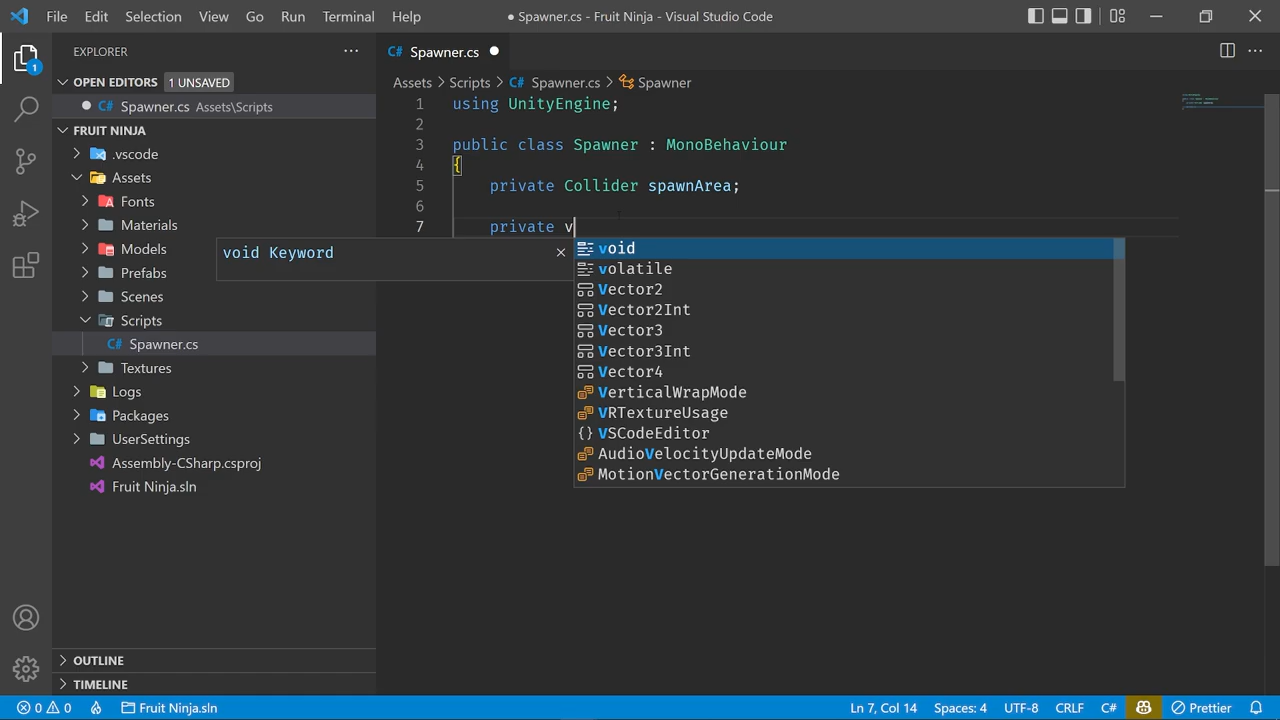 File Edit Selection View Go Run Terminal Help
● Spawner.cs - Fruit Ninja - Visual Studio Code
EXPLORER
OPEN EDITORS 1 UNSAVED
C# Spawner.cs Assets\Scripts
FRUIT NINJA
.vscode
Assets
Fonts
Materials
Models
Prefabs
Scenes
Scripts
C# Spawner.cs
Textures
Logs
Packages
UserSettings
Assembly-CSharp.csproj
Fruit Ninja.sln
OUTLINE
TIMELINE
1
C# Spawner.cs ●
Assets > Scripts > C# Spawner.cs > Spawner
1 using UnityEngine;
2
3 public class Spawner : MonoBehaviour
4 {
5 private Collider spawnArea;
6
7 private v
void Keyword ×
void
volatile
Vector2
Vector2Int
Vector3
Vector3Int
Vector4
VerticalWrapMode
VRTextureUsage
{} VSCodeEditor
AudioVelocityUpdateMode
MotionVectorGenerationMode
0 0 Fruit Ninja.sln Ln 7, Col 14 Spaces: 4 UTF-8 CRLF C# Prettier